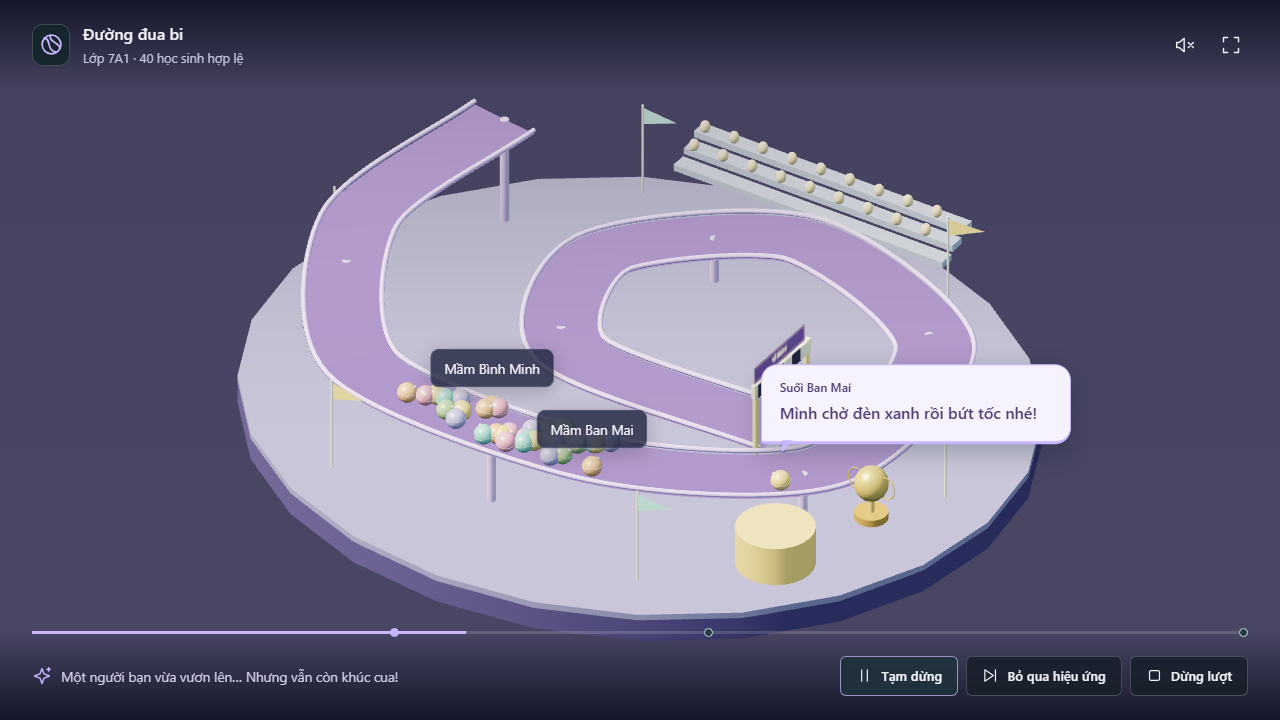 Đường đua bi
Lớp 7A1 · 40 học sinh hợp lệ
Mầm Bình Minh
Mầm Ban Mai
Suối Ban Mai
Mình chờ đèn xanh rồi bứt tốc nhé!
Một người bạn vừa vươn lên... Nhưng vẫn còn khúc cua!
Tạm dừng
Bỏ qua hiệu ứng
Dừng lượt